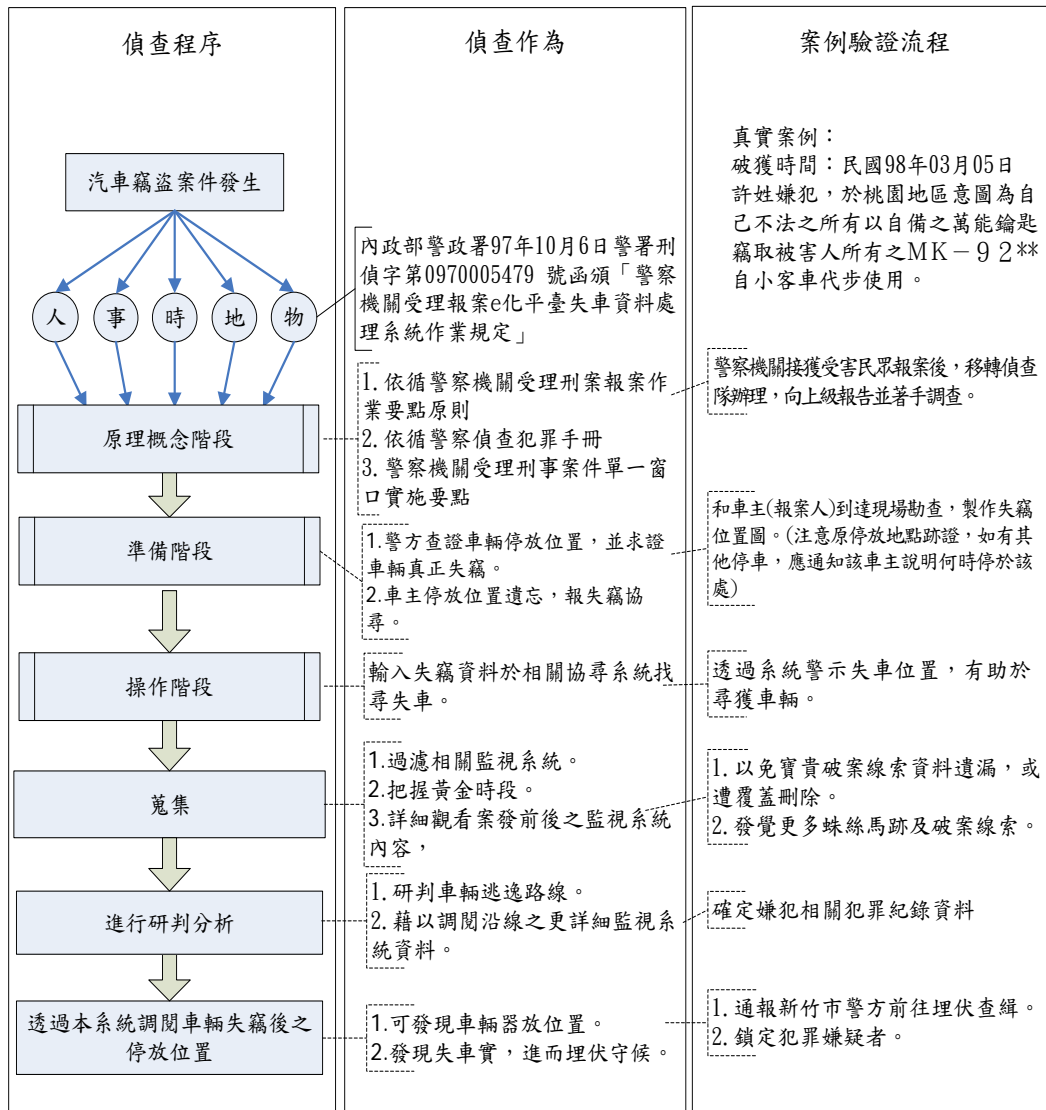 偵查程序
汽車竊盜案件發生
人
事
時
地
物
原理概念階段
準備階段
操作階段
蒐集
進行研判分析
透過本系統調閱車輛失竊後之
停放位置
偵查作為
內政部警政署97年10月6日警署刑
偵字第0970005479 號函頒「警察
機關受理報案e化平臺失車資料處
理系統作業規定」
1.依循警察機關受理刑案報案作
業要點原則
2.依循警察偵查犯罪手冊
3.警察機關受理刑事案件單一窗
口實施要點
1.警方查證車輛停放位置，並求證
車輛真正失竊。
2.車主停放位置遺忘，報失竊協
尋。
輸入失竊資料於相關協尋系統找
尋失車。
1.過濾相關監視系統。
2.把握黃金時段。
3.詳細觀看案發前後之監視系統
內容，
1.研判車輛逃逸路線。
2.藉以調閱沿線之更詳細監視系
統資料。
1.可發現車輛器放位置。
2.發現失車實，進而埋伏守候。
案例驗證流程
真實案例：
破獲時間：民國98年03月05日
許姓嫌犯，於桃園地區意圖為自
己不法之所有以自備之萬能鑰匙
竊取被害人所有之MK－92**
自小客車代步使用。
警察機關接獲受害民眾報案後，移轉偵查
隊辦理，向上級報告並著手調查。
和車主(報案人)到達現場勘查，製作失竊
位置圖。(注意原停放地點跡證，如有其
他停車，應通知該車主說明何時停於該
處)
透過系統警示失車位置，有助於
尋獲車輛。
1.以免寶貴破案線索資料遺漏，或
遭覆蓋刪除。
2.發覺更多蛛絲馬跡及破案線索。
確定嫌犯相關犯罪紀錄資料
1.通報新竹市警方前往埋伏查緝。
2.鎖定犯罪嫌疑者。